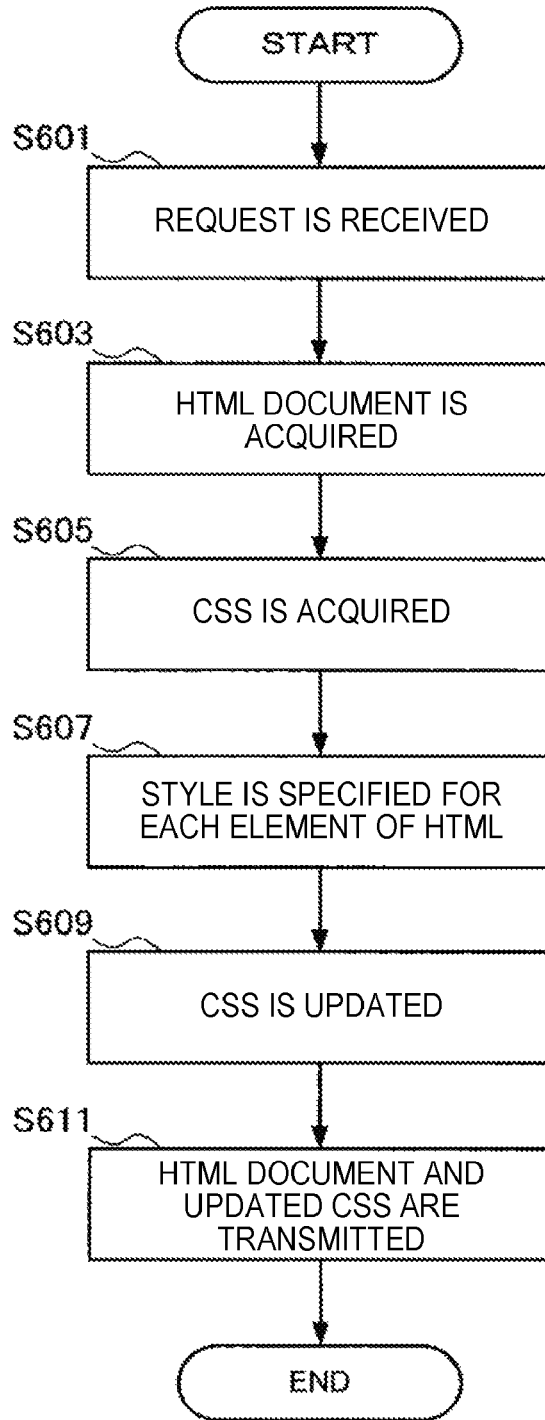 START
S601
REQUEST IS RECEIVED
S603
HTML DOCUMENT IS
ACQUIRED
S605
CSS IS ACQUIRED
S607
STYLE IS SPECIFIED FOR
EACH ELEMENT OF HTML
S609
CSS IS UPDATED
S611
HTML DOCUMENT AND
UPDATED CSS ARE
TRANSMITTED
END